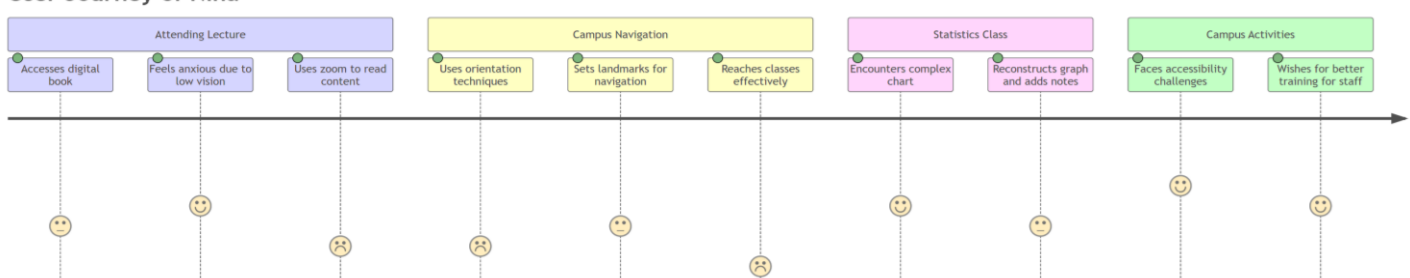 Attending Lecture
Campus Navigation
Statistics Class
Campus Activities
Accesses digital
book
Feels anxious due to
low vision
Uses zoom to read
content
Uses orientation
techniques
Sets landmarks for
navigation
Reaches classes
effectively
Encounters complex
chart
Reconstructs graph
and adds notes
Faces accessibility
challenges
Wishes for better
training for staff